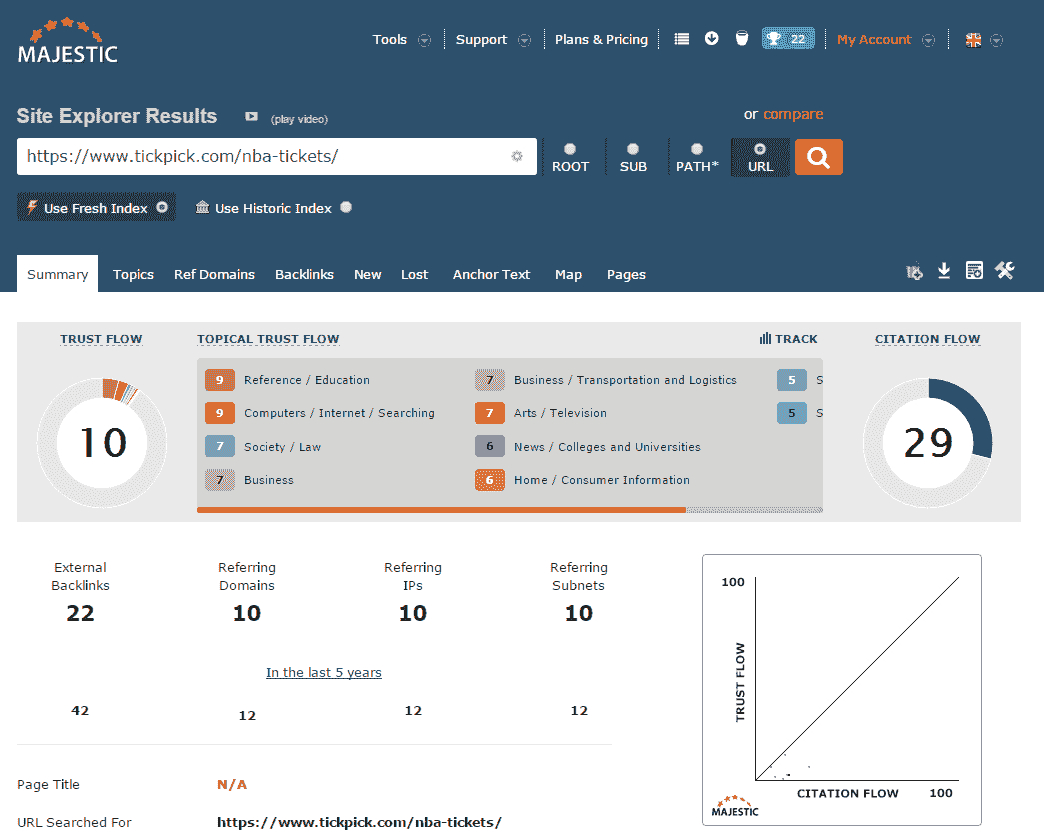 MAJESTIC
Tools Support Plans & Pricing 22 My Account
Site Explorer Results (play video)
or compare
https://www.tickpick.com/nba-tickets/
ROOT SUB PATH* URL
Use Fresh Index Use Historic Index
Summary Topics Ref Domains Backlinks New Lost Anchor Text Map Pages
TRUST FLOW TOPICAL TRUST FLOW TRACK CITATION FLOW
9 Reference / Education 7 Business / Transportation and Logistics 5 S
9 Computers / Internet / Searching 7 Arts / Television 5 S
10 29
7 Society / Law 6 News / Colleges and Universities
7 Business 6 Home / Consumer Information
External Backlinks Referring Domains Referring IPs Referring Subnets
22 10 10 10
In the last 5 years
42 12 12 12
100
TRUST FLOW
CITATION FLOW 100
MAJESTIC
Page Title N/A
URL Searched For https://www.tickpick.com/nba-tickets/